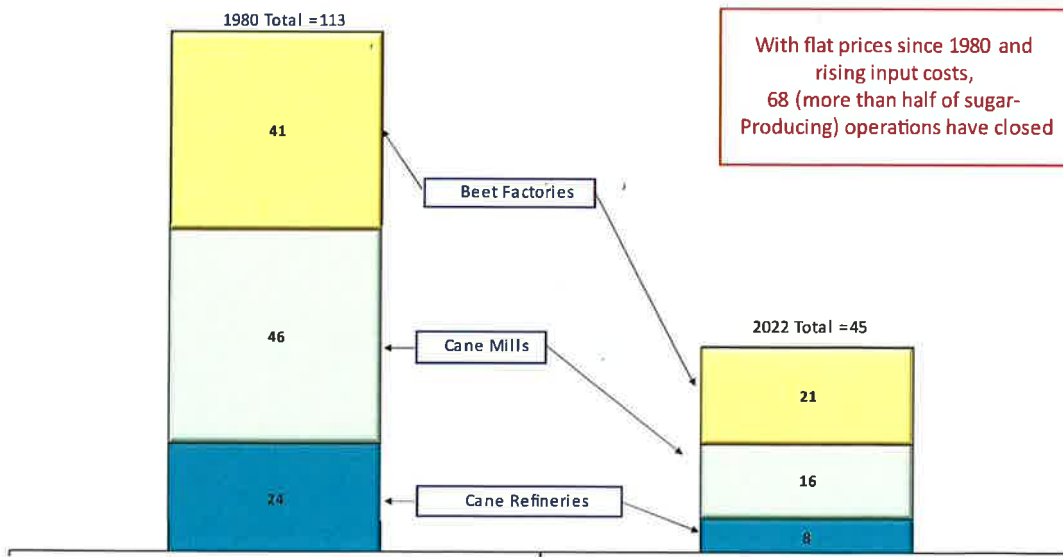 1980 Total =113
With flat prices since 1980 and
rising input costs,
68 (more than half of sugar-
Producing) operations have closed
41
Beet Factories
46
Cane Mills
2022 Total =45
21
24
Cane Refineries
16
8